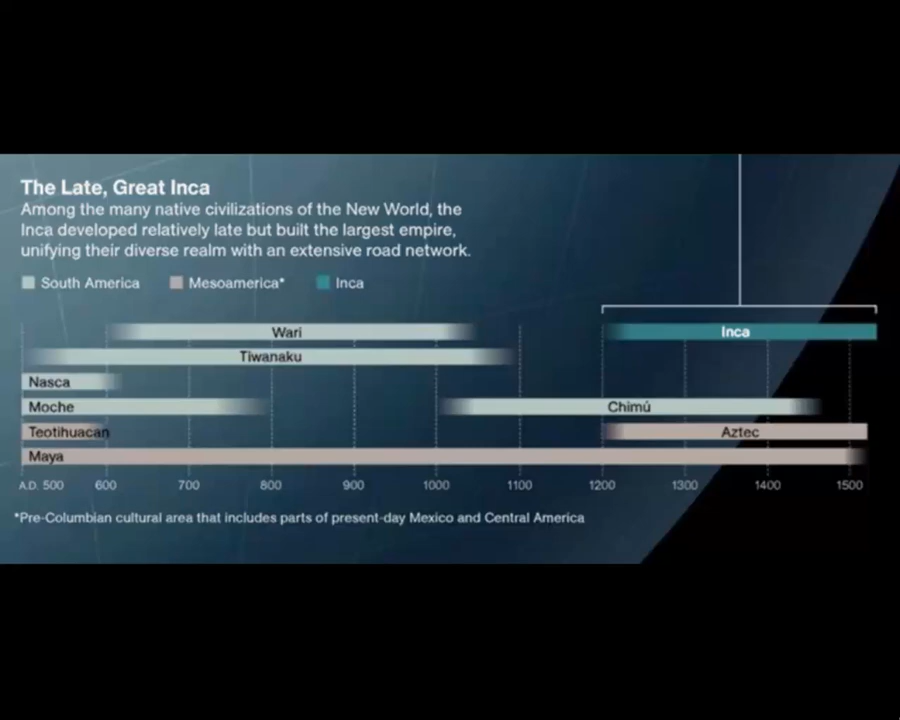 The Late, Great Inca
Among the many native civilizations of the New World, the
Inca developed relatively late but built the largest empire,
unifying their diverse realm with an extensive road network.
South America Mesoamerica* Inca
Wari Inca
Tiwanaku
Nasca
Moche Chimú
Teotihuacan Aztec
Maya
A.D. 500 600 700 800 900 1000 1100 1200 1300 1400 1500
*Pre-Columbian cultural area that includes parts of present-day Mexico and Central America